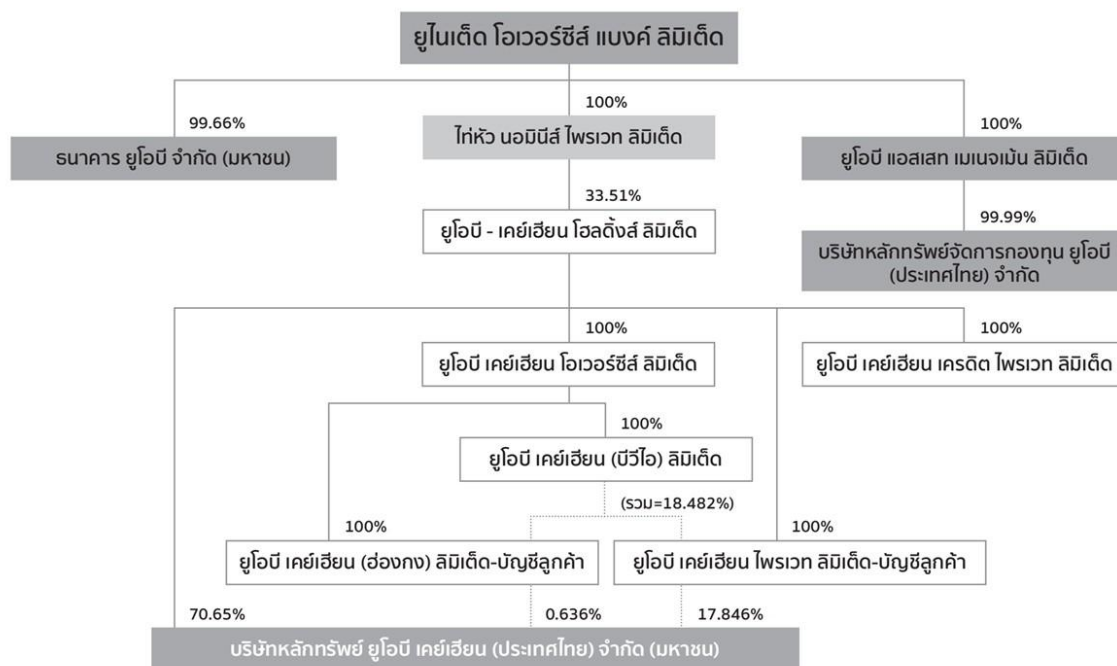 ยูไนเต็ด โอเวอร์ซีส์ แบงค์ ลิมิเต็ด
99.66%
100%
100%
ธนาคาร ยูโอบี จำกัด (มหาชน)
ไท่หัว นอมินีส์ ไพรเวท ลิมิเต็ด
ยูโอบี แอสเสท เมเนจเม้น ลิมิเต็ด
33.51%
99.99%
ยูโอบี - เคย์เฮียน โฮลดิ้งส์ ลิมิเต็ด
บริษัทหลักทรัพย์จัดการกองทุน ยูโอบี
(ประเทศไทย) จำกัด
100%
100%
ยูโอบี เคย์เฮียน โอเวอร์ซีส์ ลิมิเต็ด
ยูโอบี เคย์เฮียน เครดิต ไพรเวท ลิมิเต็ด
100%
ยูโอบี เคย์เฮียน (บีวีไอ) ลิมิเต็ด
(รวม=18.482%)
100%
100%
ยูโอบี เคย์เฮียน (ฮ่องกง) ลิมิเต็ด-บัญชีลูกค้า
ยูโอบี เคย์เฮียน ไพรเวท ลิมิเต็ด-บัญชีลูกค้า
70.65%
0.636%
17.846%
บริษัทหลักทรัพย์ ยูโอบี เคย์เฮียน (ประเทศไทย) จำกัด (มหาชน)